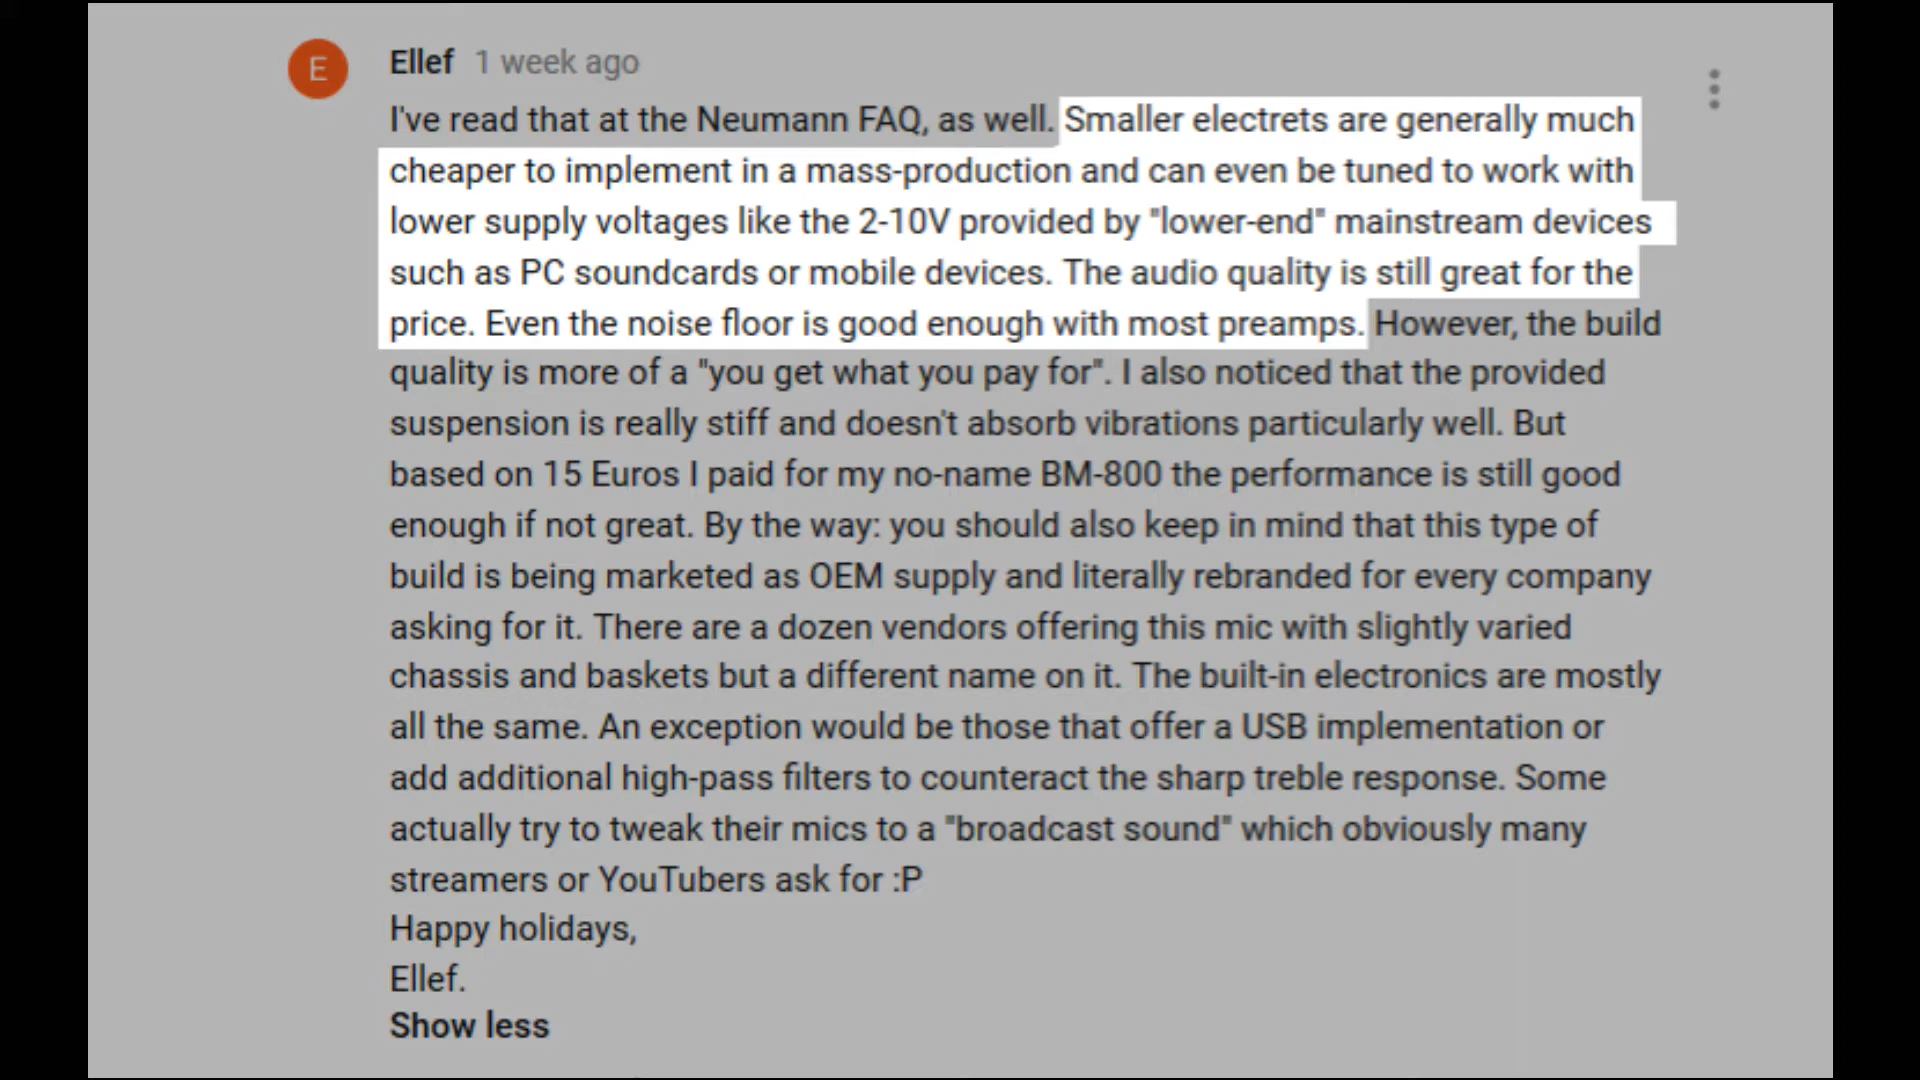 E
Ellef 1 week ago
I've read that at the Neumann FAQ, as well. Smaller electrets are generally much
cheaper to implement in a mass-production and can even be tuned to work with
lower supply voltages like the 2-10V provided by "lower-end" mainstream devices
such as PC soundcards or mobile devices. The audio quality is still great for the
price. Even the noise floor is good enough with most preamps. However, the build
quality is more of a "you get what you pay for". I also noticed that the provided
suspension is really stiff and doesn't absorb vibrations particularly well. But
based on 15 Euros I paid for my no-name BM-800 the performance is still good
enough if not great. By the way: you should also keep in mind that this type of
build is being marketed as OEM supply and literally rebranded for every company
asking for it. There are a dozen vendors offering this mic with slightly varied
chassis and baskets but a different name on it. The built-in electronics are mostly
all the same. An exception would be those that offer a USB implementation or
add additional high-pass filters to counteract the sharp treble response. Some
actually try to tweak their mics to a "broadcast sound" which obviously many
streamers or YouTubers ask for :P
Happy holidays,
Ellef.
Show less